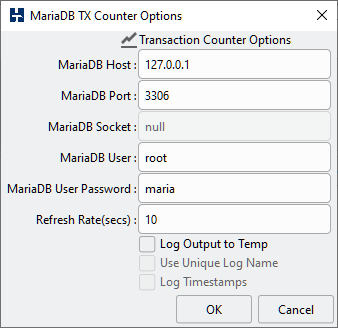 MariaDB TX Counter Options
Transaction Counter Options
MariaDB Host : 127.0.0.1
MariaDB Port : 3306
MariaDB Socket : null
MariaDB User : root
MariaDB User Password : maria
Refresh Rate(secs) : 10
Log Output to Temp
Use Unique Log Name
Log Timestamps
OK Cancel